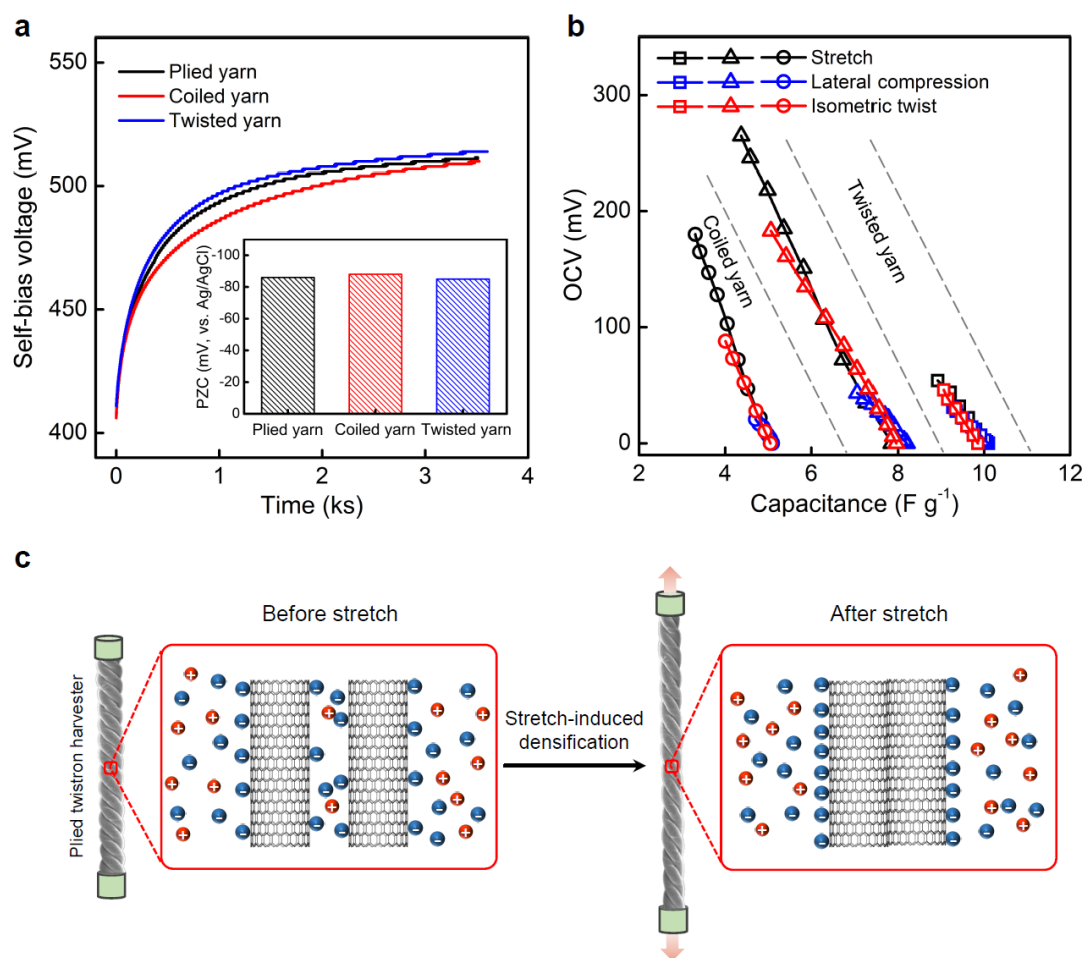 a
550
500
450
400
Self-bias voltage (mV)
Plied yarn
Coiled yarn
Twisted yarn
-100
-80
-60
-40
-20
0
PZC (mV, vs. Ag/AgCl)
Plied yarn Coiled yarn Twisted yarn
0 1 2 3 4
Time (ks)
b
300
200
100
0
OCV (mV)
Stretch
Lateral compression
Isometric twist
Coiled yarn
Twisted yarn
2 4 6 8 10 12
Capacitance (F g⁻¹)
c
Before stretch
After stretch
Plied twistron harvester
Stretch-induced
densification